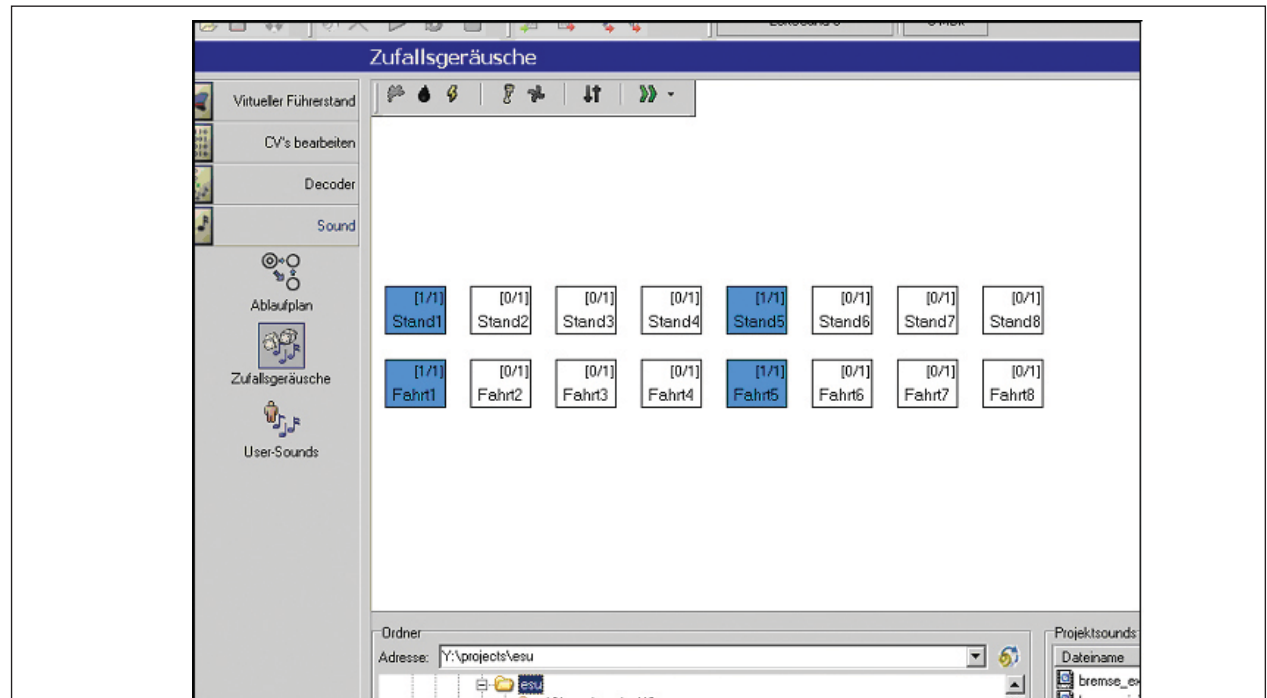 Zufallsgeräusche
Virtueller Führerstand
CV's bearbeiten
Decoder
Sound
Ablaufplan
Zufallsgeräusche
User-Sounds
[1/1] [0/1] [0/1] [0/1] [1/1] [0/1] [0/1] [0/1]
Stand1 Stand2 Stand3 Stand4 Stand5 Stand6 Stand7 Stand8
[1/1] [0/1] [0/1] [0/1] [1/1] [0/1] [0/1] [0/1]
Fahrt1 Fahrt2 Fahrt3 Fahrt4 Fahrt5 Fahrt6 Fahrt7 Fahrt8
Ordner
Adresse: Y:\projects\esu
esu
Projektsounds
Dateiname